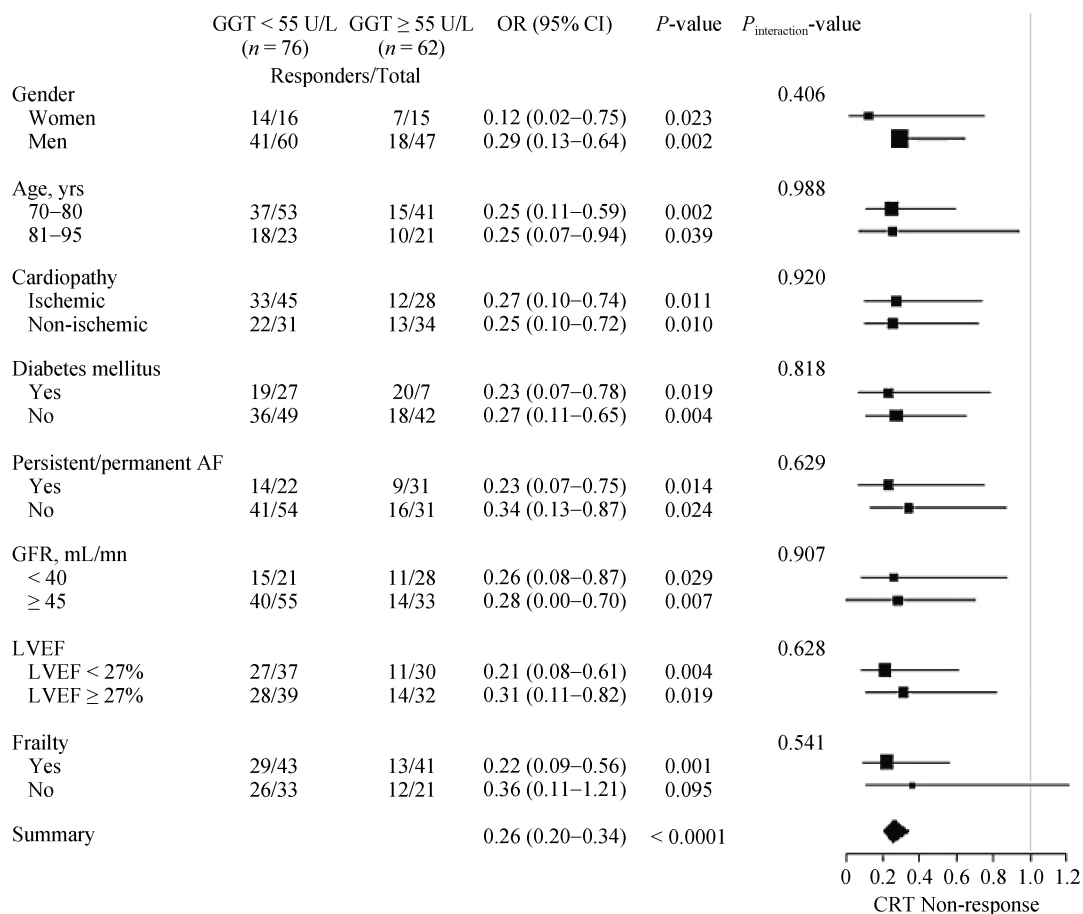 GGT < 55 U/L GGT ≥ 55 U/L OR (95% CI) P-value Pinteraction-value
(n = 76) (n = 62)
Responders/Total
Gender 0.406
Women 14/16 7/15 0.12 (0.02−0.75) 0.023
Men 41/60 18/47 0.29 (0.13−0.64) 0.002
Age, yrs 0.988
70−80 37/53 15/41 0.25 (0.11−0.59) 0.002
81−95 18/23 10/21 0.25 (0.07−0.94) 0.039
Cardiopathy 0.920
Ischemic 33/45 12/28 0.27 (0.10−0.74) 0.011
Non-ischemic 22/31 13/34 0.25 (0.10−0.72) 0.010
Diabetes mellitus 0.818
Yes 19/27 20/7 0.23 (0.07−0.78) 0.019
No 36/49 18/42 0.27 (0.11−0.65) 0.004
Persistent/permanent AF 0.629
Yes 14/22 9/31 0.23 (0.07−0.75) 0.014
No 41/54 16/31 0.34 (0.13−0.87) 0.024
GFR, mL/mn 0.907
< 40 15/21 11/28 0.26 (0.08−0.87) 0.029
≥ 45 40/55 14/33 0.28 (0.00−0.70) 0.007
LVEF 0.628
LVEF < 27% 27/37 11/30 0.21 (0.08−0.61) 0.004
LVEF ≥ 27% 28/39 14/32 0.31 (0.11−0.82) 0.019
Frailty 0.541
Yes 29/43 13/41 0.22 (0.09−0.56) 0.001
No 26/33 12/21 0.36 (0.11−1.21) 0.095
Summary 0.26 (0.20−0.34) < 0.0001
0 0.2 0.6 0.8 1.0 1.2
CRT Non-response